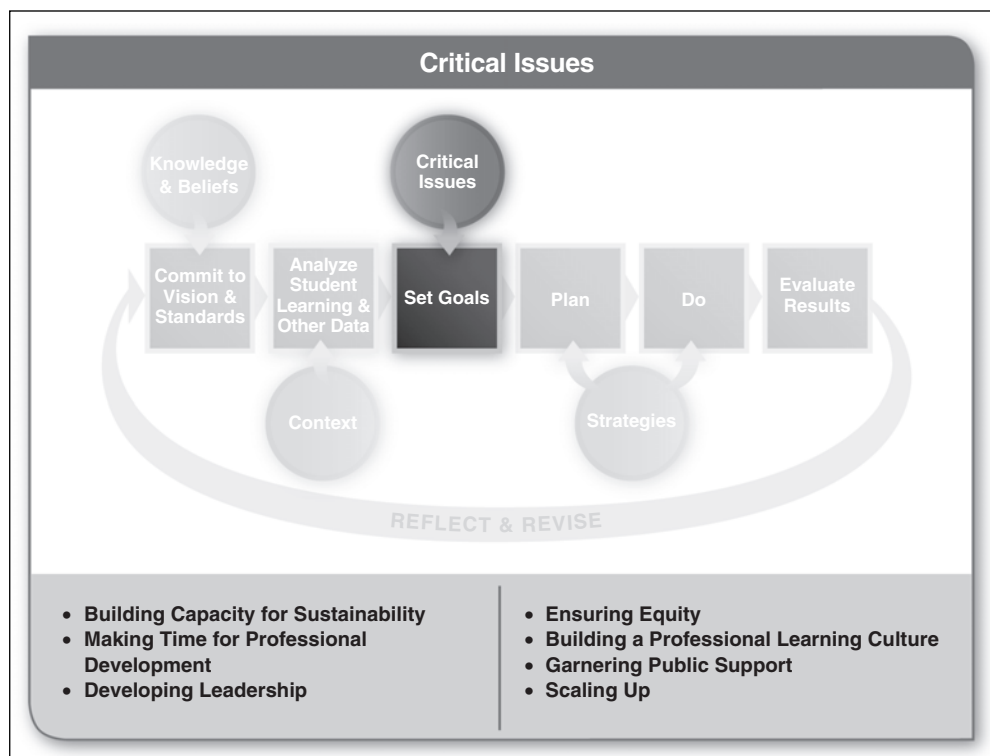 Critical Issues
Knowledge
& Beliefs
Critical
Issues
Commit to
Vision &
Standards
Analyze
Student
Learning &
Other Data
Set Goals
Plan
Do
Evaluate
Results
Context
Strategies
REFLECT & REVISE
• Building Capacity for Sustainability
• Making Time for Professional
Development
• Developing Leadership
• Ensuring Equity
• Building a Professional Learning Culture
• Garnering Public Support
• Scaling Up